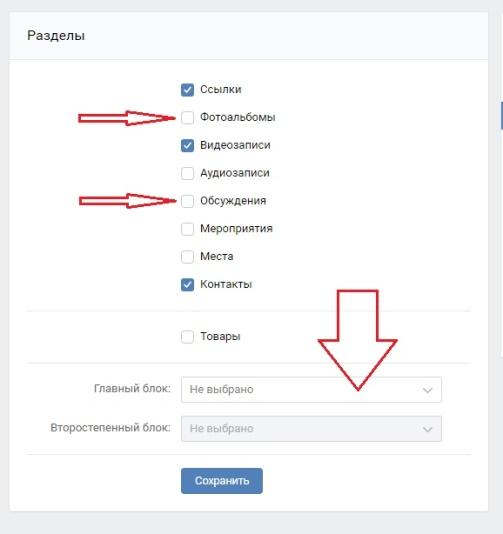 Разделы
Ссылки
Фотоальбомы
Видеозаписи
Аудиозаписи
Обсуждения
Мероприятия
Места
Контакты
Товары
Главный блок: Не выбрано
Второстепенный блок: Не выбрано
Сохранить